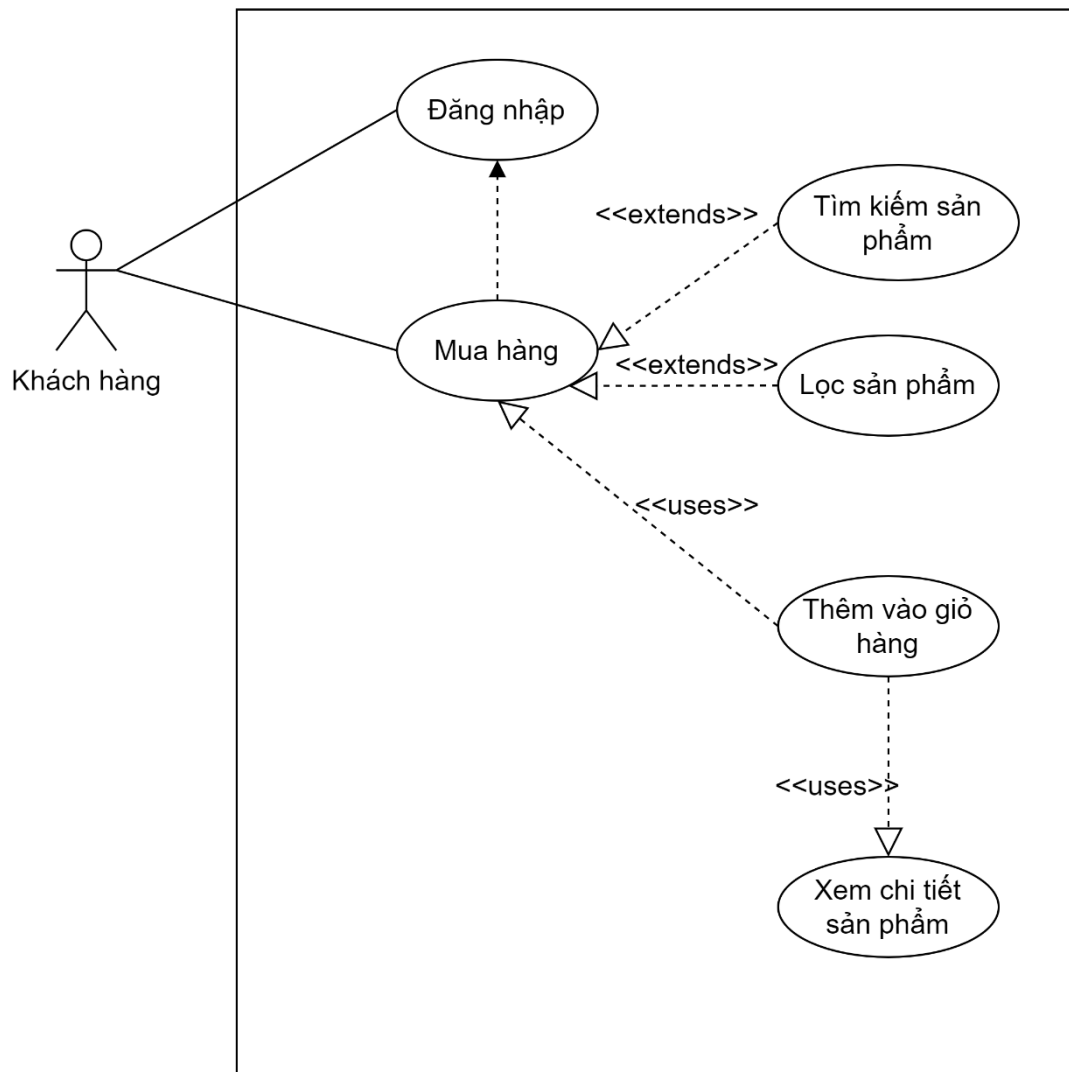 Đăng nhập
<<extends>>
Tìm kiếm sản
phẩm
Khách hàng
Mua hàng
<<extends>>
Lọc sản phẩm
<<uses>>
Thêm vào giỏ
hàng
<<uses>>
Xem chi tiết
sản phẩm